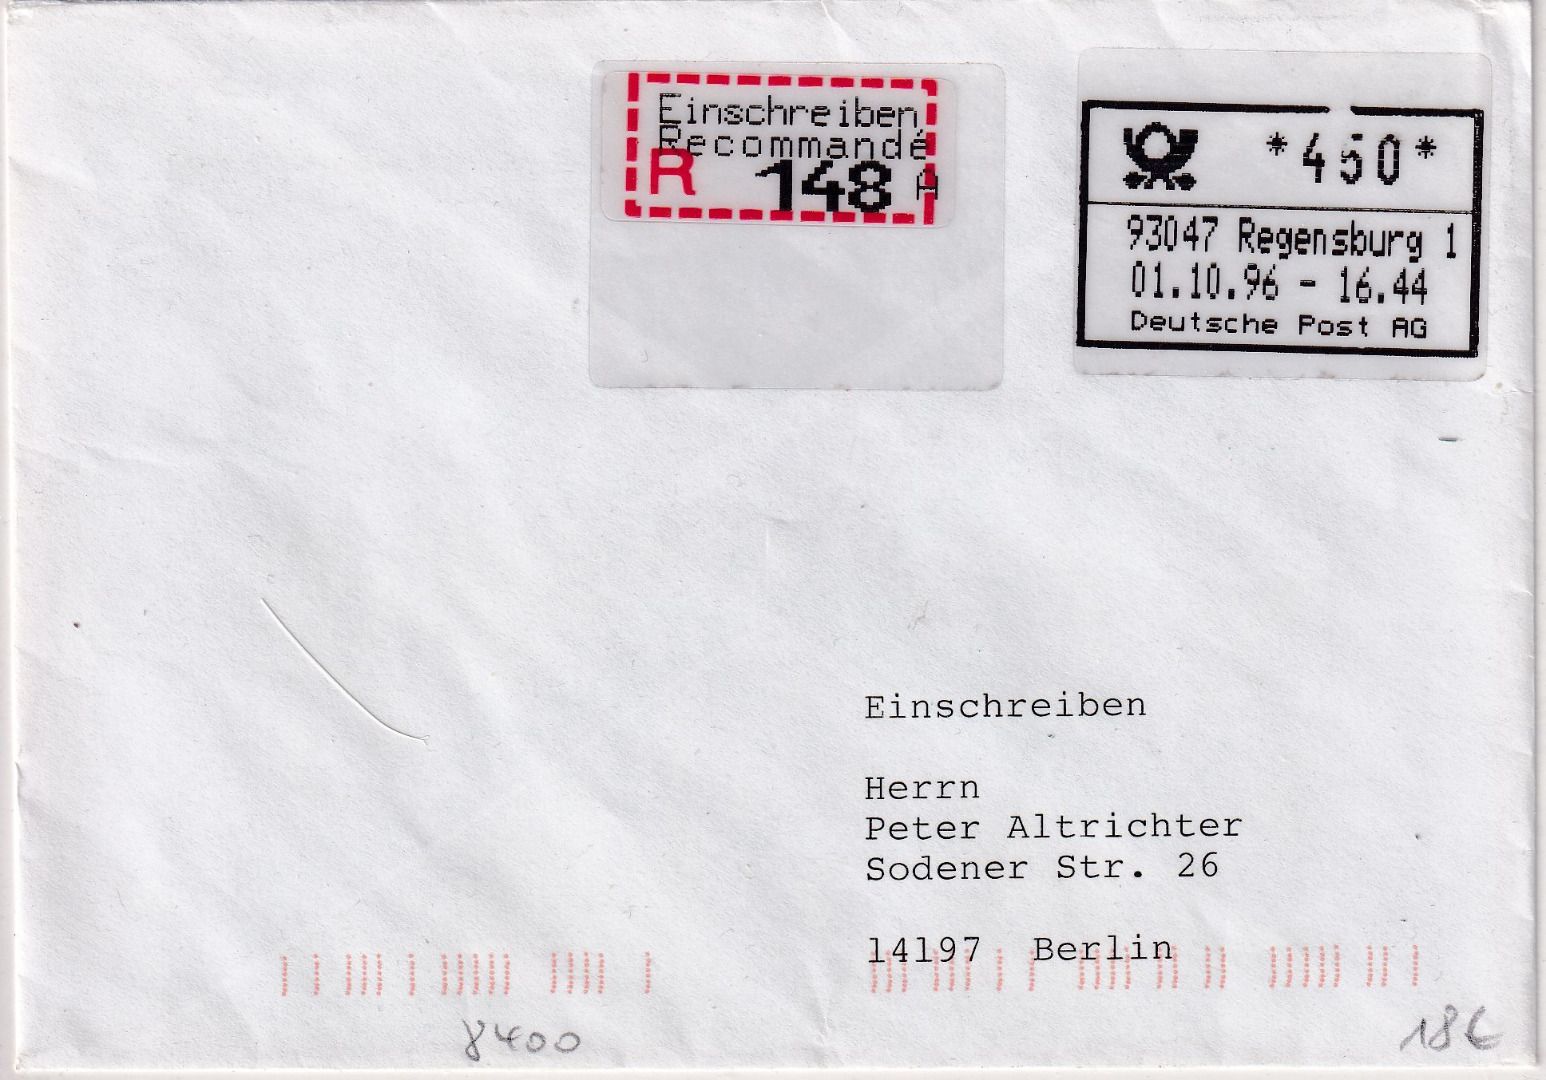 Einschreiben
Recommandé
R 148 A
*450*
93047 Regensburg 1
01.10.96 - 16.44
Deutsche Post AG
Einschreiben
Herrn
Peter Altrichter
Sodener Str. 26
14197 Berlin
8400
18€